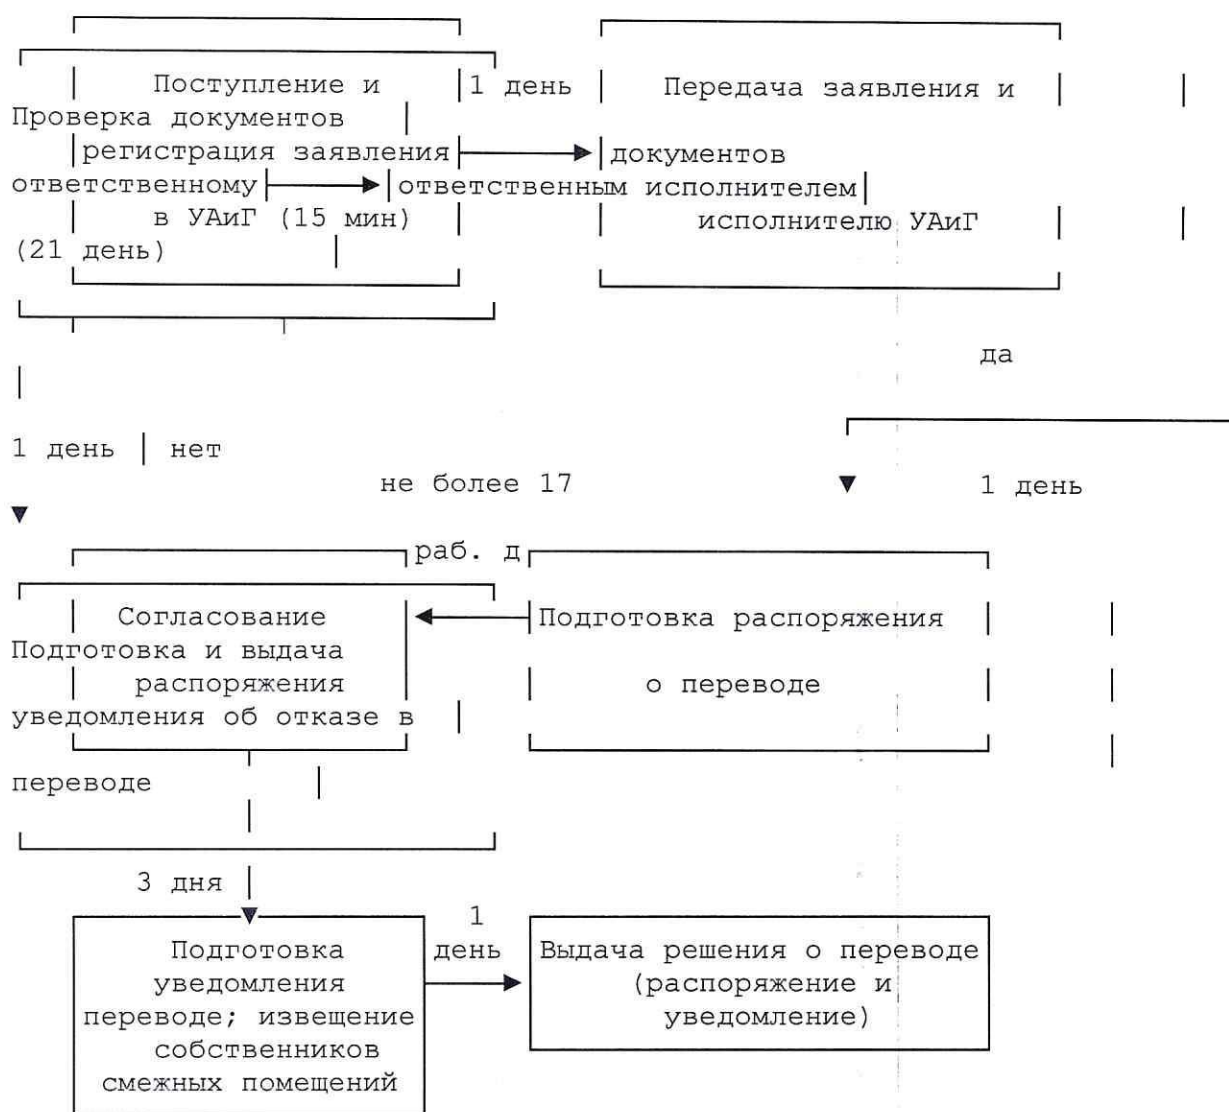 Поступление и 1 день Передача заявления и
Проверка документов
регистрация заявления документов
ответственному ответственным исполнителем
в УАиГ (15 мин) исполнителю УАиГ
(21 день)
да
1 день нет
не более 17 1 день
раб. д
Согласование Подготовка распоряжения
Подготовка и выдача
распоряжения о переводе
уведомления об отказе в
переводе
3 дня
1
Подготовка день Выдача решения о переводе
уведомления (распоряжение и
переводе; извещение уведомление)
собственников
смежных помещений